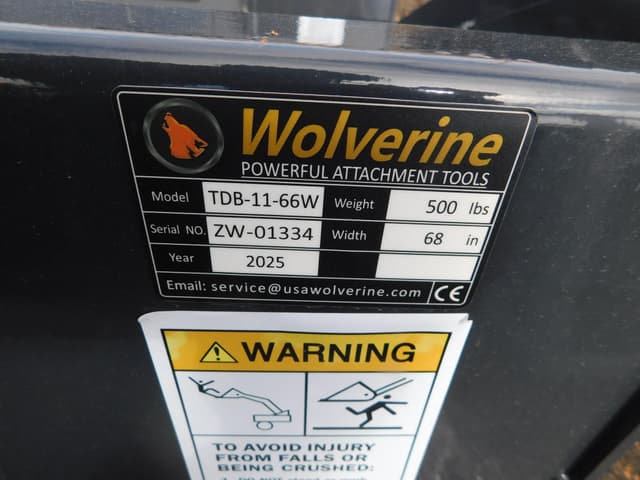 Wolverine
POWERFUL ATTACHMENT TOOLS
Model TDB-11-66W Weight 500 lbs
Serial NO. ZW-01334 Width 68 in
Year 2025
Email: service@usawolverine.com CE
WARNING
TO AVOID INJURY
FROM FALLS OR
BEING CRUSHED: